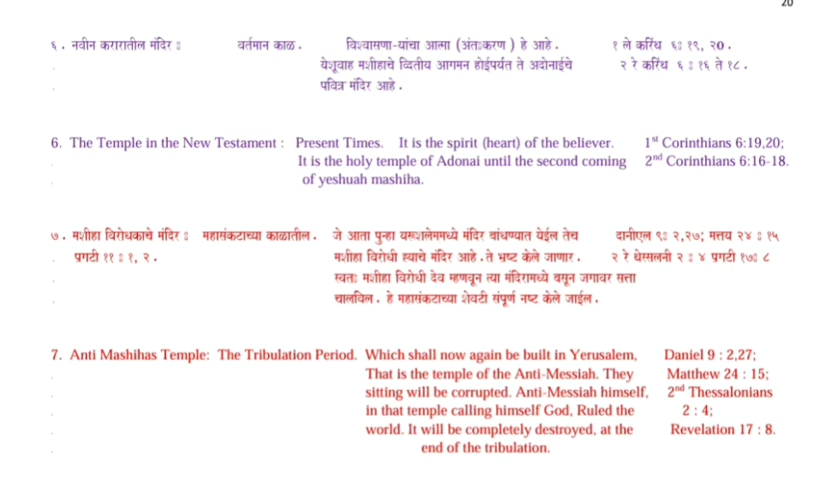 20
६. नवीन करारातील मंदिर ः वर्तमान काळ. विश्वासणा-यांचा आत्मा (अंतःकरण) हे आहे. १ ले करिंथ ६ः १९, २०.
येशूवाह मशीहाचे व्दितीय आगमन होईपर्यत ते अदोनाईचे २ रे करिंथ ६ ः १६ ते १८.
पवित्र मंदिर आहे.
6. The Temple in the New Testament : Present Times. It is the spirit (heart) of the believer. 1st Corinthians 6:19,20;
It is the holy temple of Adonai until the second coming 2nd Corinthians 6:16-18.
of yeshuah mashiha.
७. मशीहा विरोधकाचे मंदिर ः महासंकटाच्या काळातील. जे आता पुन्हा यरूशलेममध्ये मंदिर बांधण्यात येईल तेच दानीएल ९ः २,२७; मत्तय २४ ः १५
प्रगटी ११ ः १, २. मशीहा विरोधी ह्याचे मंदिर आहे.ते भ्रष्ट केले जाणार. २ रे थेस्सलनी २ ः ४ प्रगटी १७ः ८
स्वतः मशीहा विरोधी देव म्हणवून त्या मंदिरामध्ये वसून जगावर सत्ता
चालविल. हे महासंकटाच्या शेवटी संपूर्ण नष्ट केले जाईल.
7. Anti Mashihas Temple: The Tribulation Period. Which shall now again be built in Yerusalem, Daniel 9 : 2,27;
That is the temple of the Anti-Messiah. They Matthew 24 : 15;
sitting will be corrupted. Anti-Messiah himself, 2nd Thessalonians
in that temple calling himself God, Ruled the 2 : 4;
world. It will be completely destroyed, at the Revelation 17 : 8.
end of the tribulation.